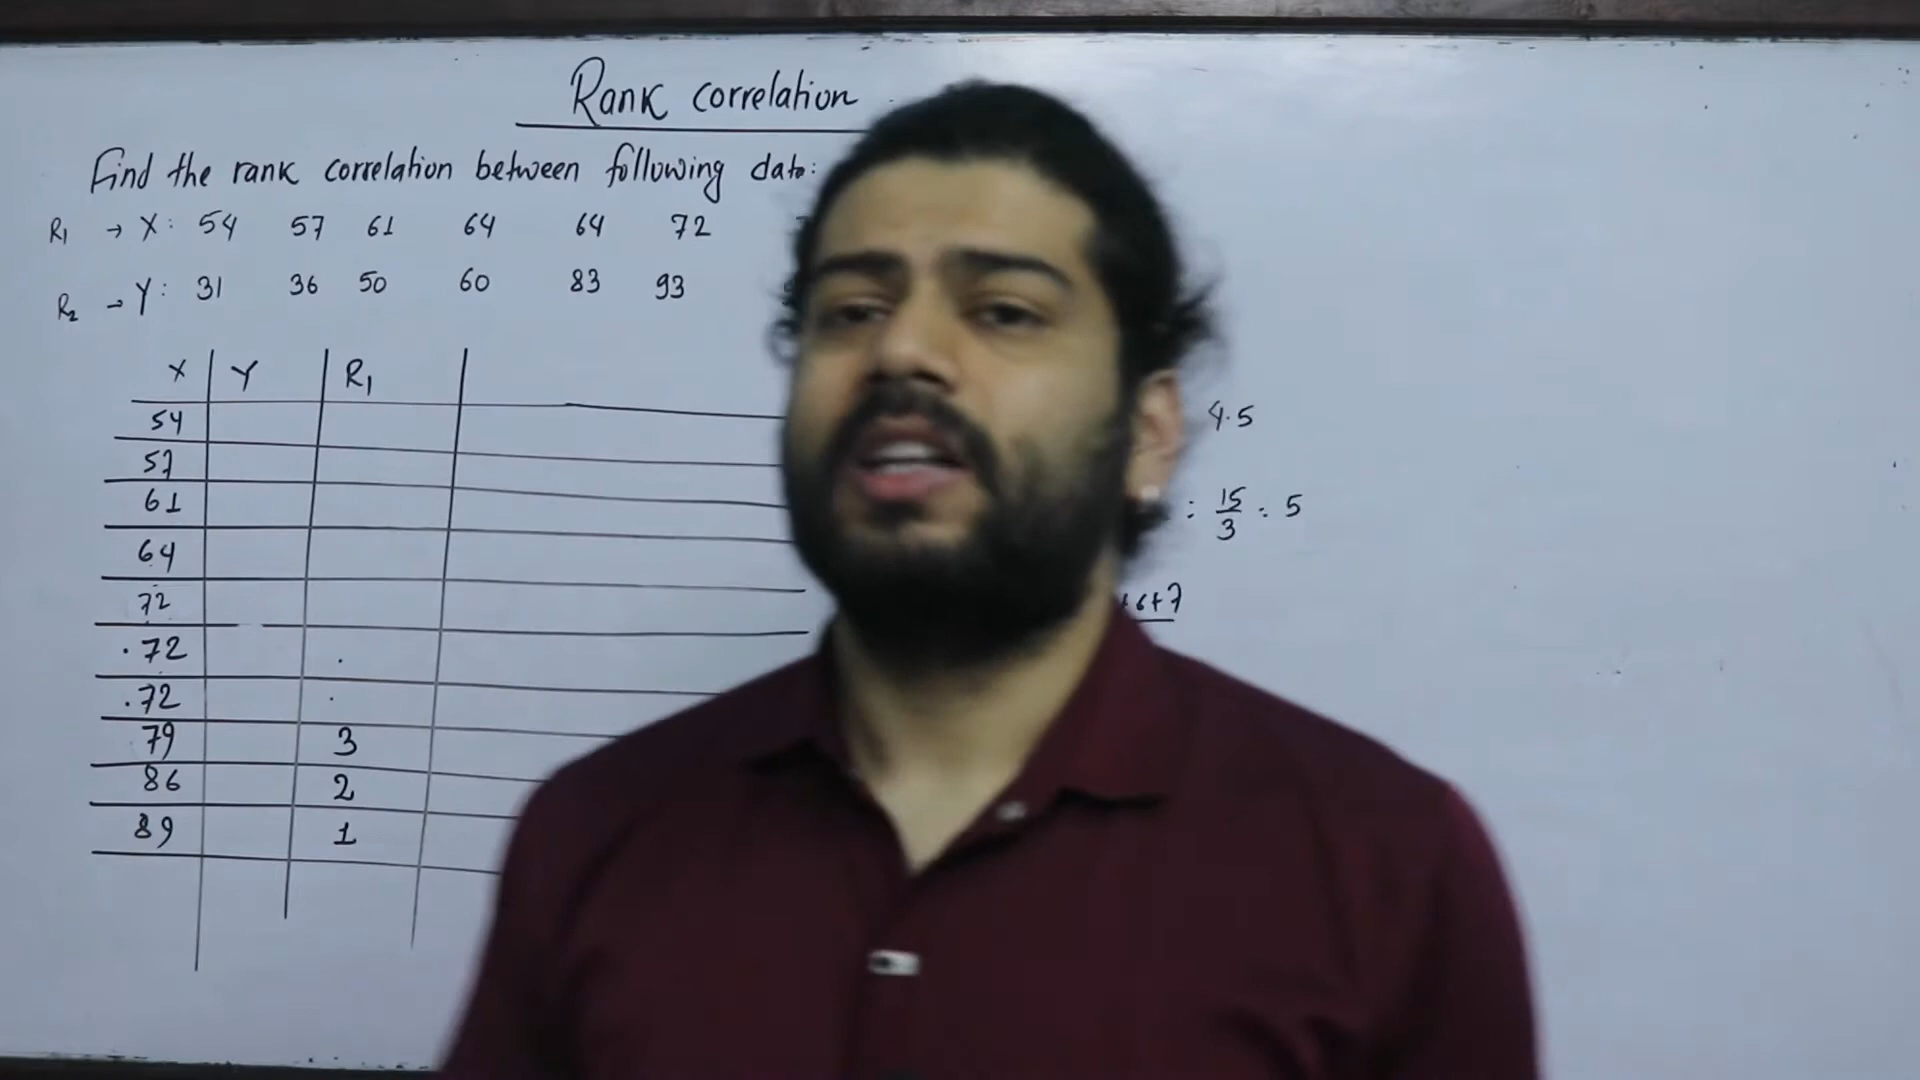 Rank correlation
Find the rank correlation between following data:
R1 → X: 54 57 61 64 64 72
R2 → Y: 31 36 50 60 83 93
X Y R1
54
57
61
64
72
72
72
79 3
86 2
89 1
4.5
: 15/3 : 5
+6+7